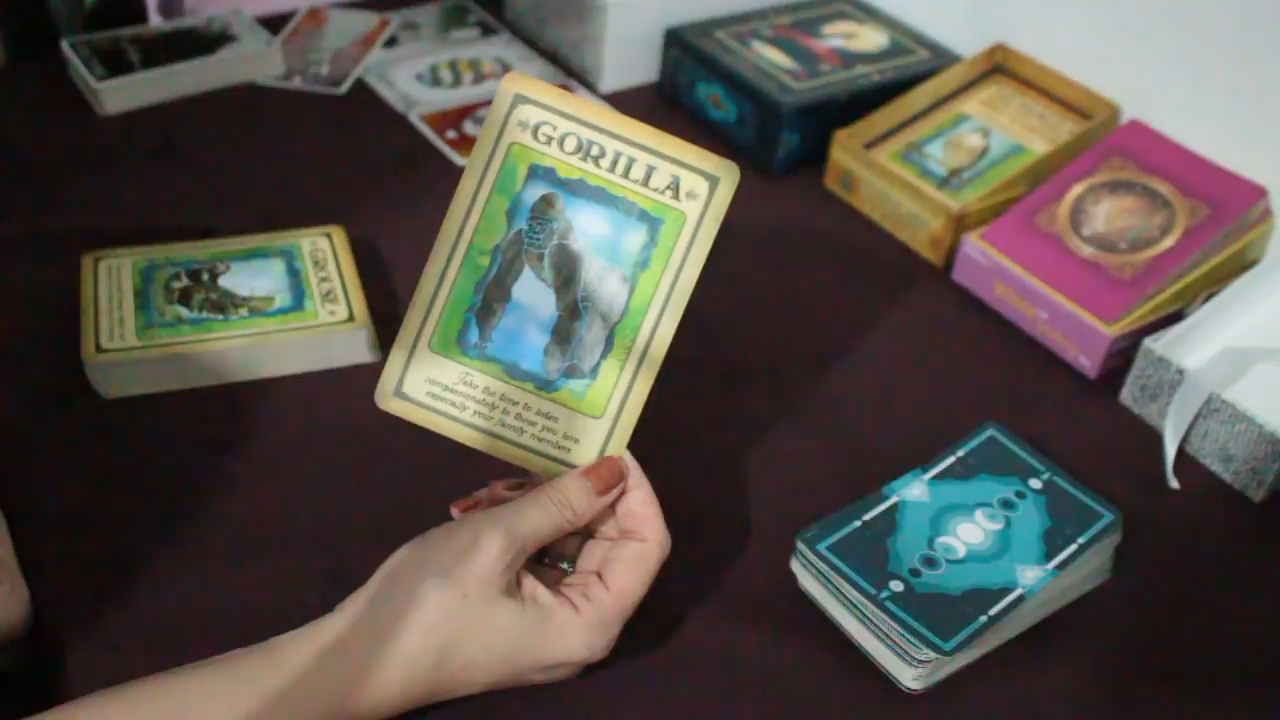 GORILLA
Take the time to listen
compassionately to those you love
especially your family members
GROUSE